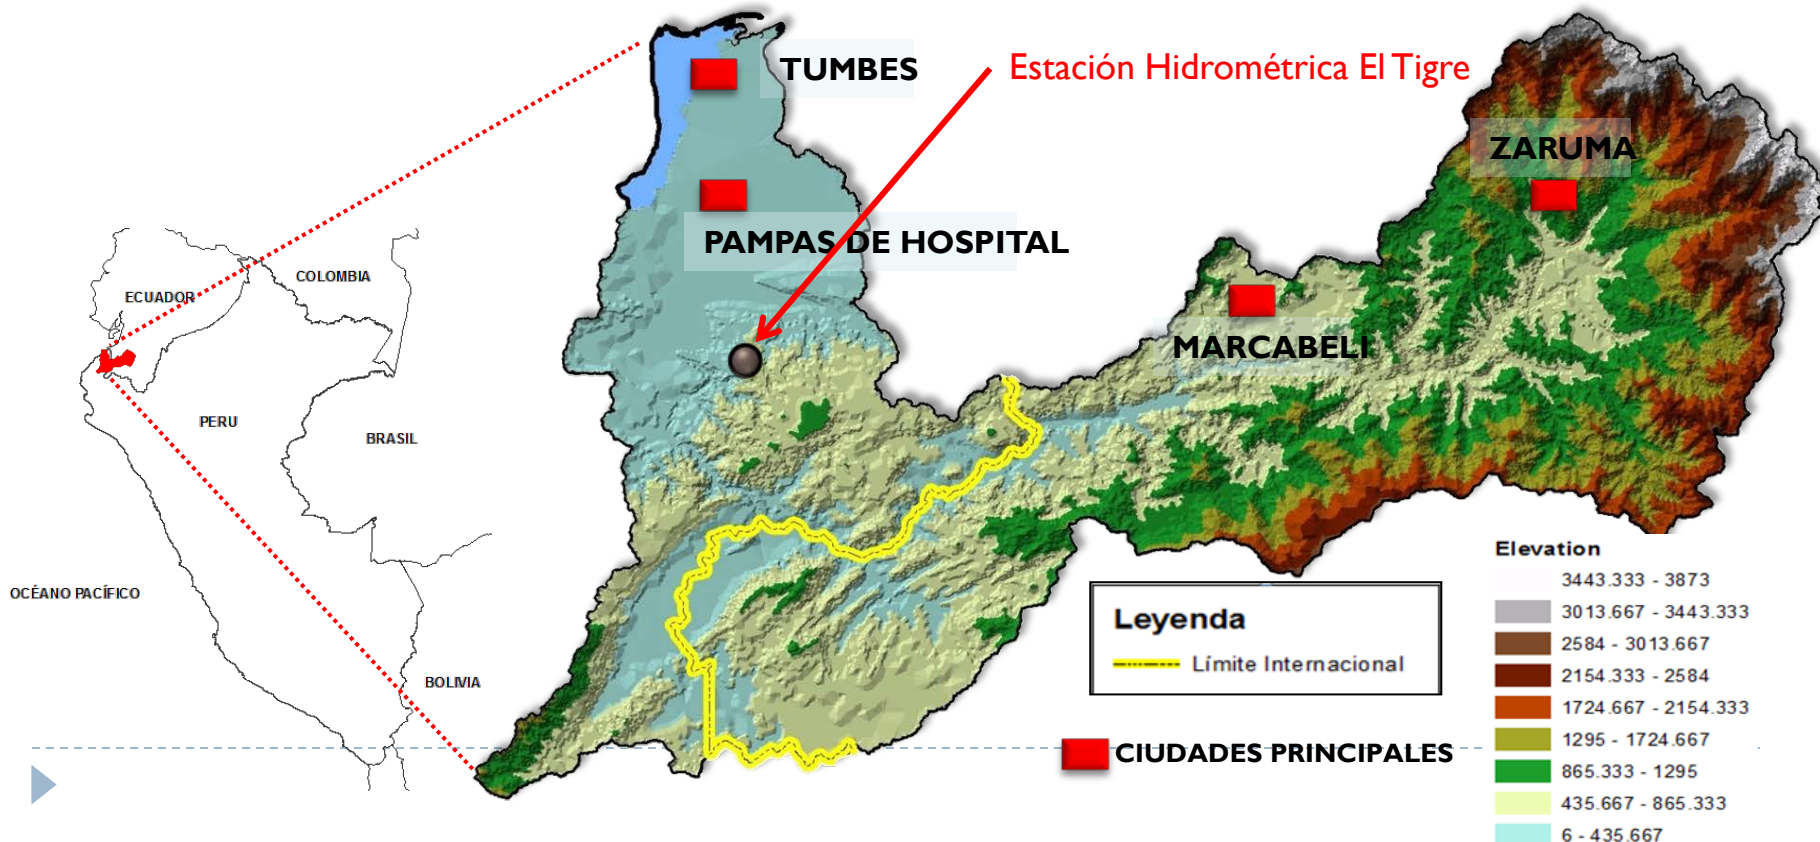 TUMBES
Estación Hidrométrica El Tigre
ZARUMA
PAMPAS DE HOSPITAL
COLOMBIA
ECUADOR
MARCABELI
PERU
BRASIL
OCÉANO PACÍFICO
BOLIVIA
Leyenda
Límite Internacional
CIUDADES PRINCIPALES
Elevation
3443.333 - 3873
3013.667 - 3443.333
2584 - 3013.667
2154.333 - 2584
1724.667 - 2154.333
1295 - 1724.667
865.333 - 1295
435.667 - 865.333
6 - 435.667